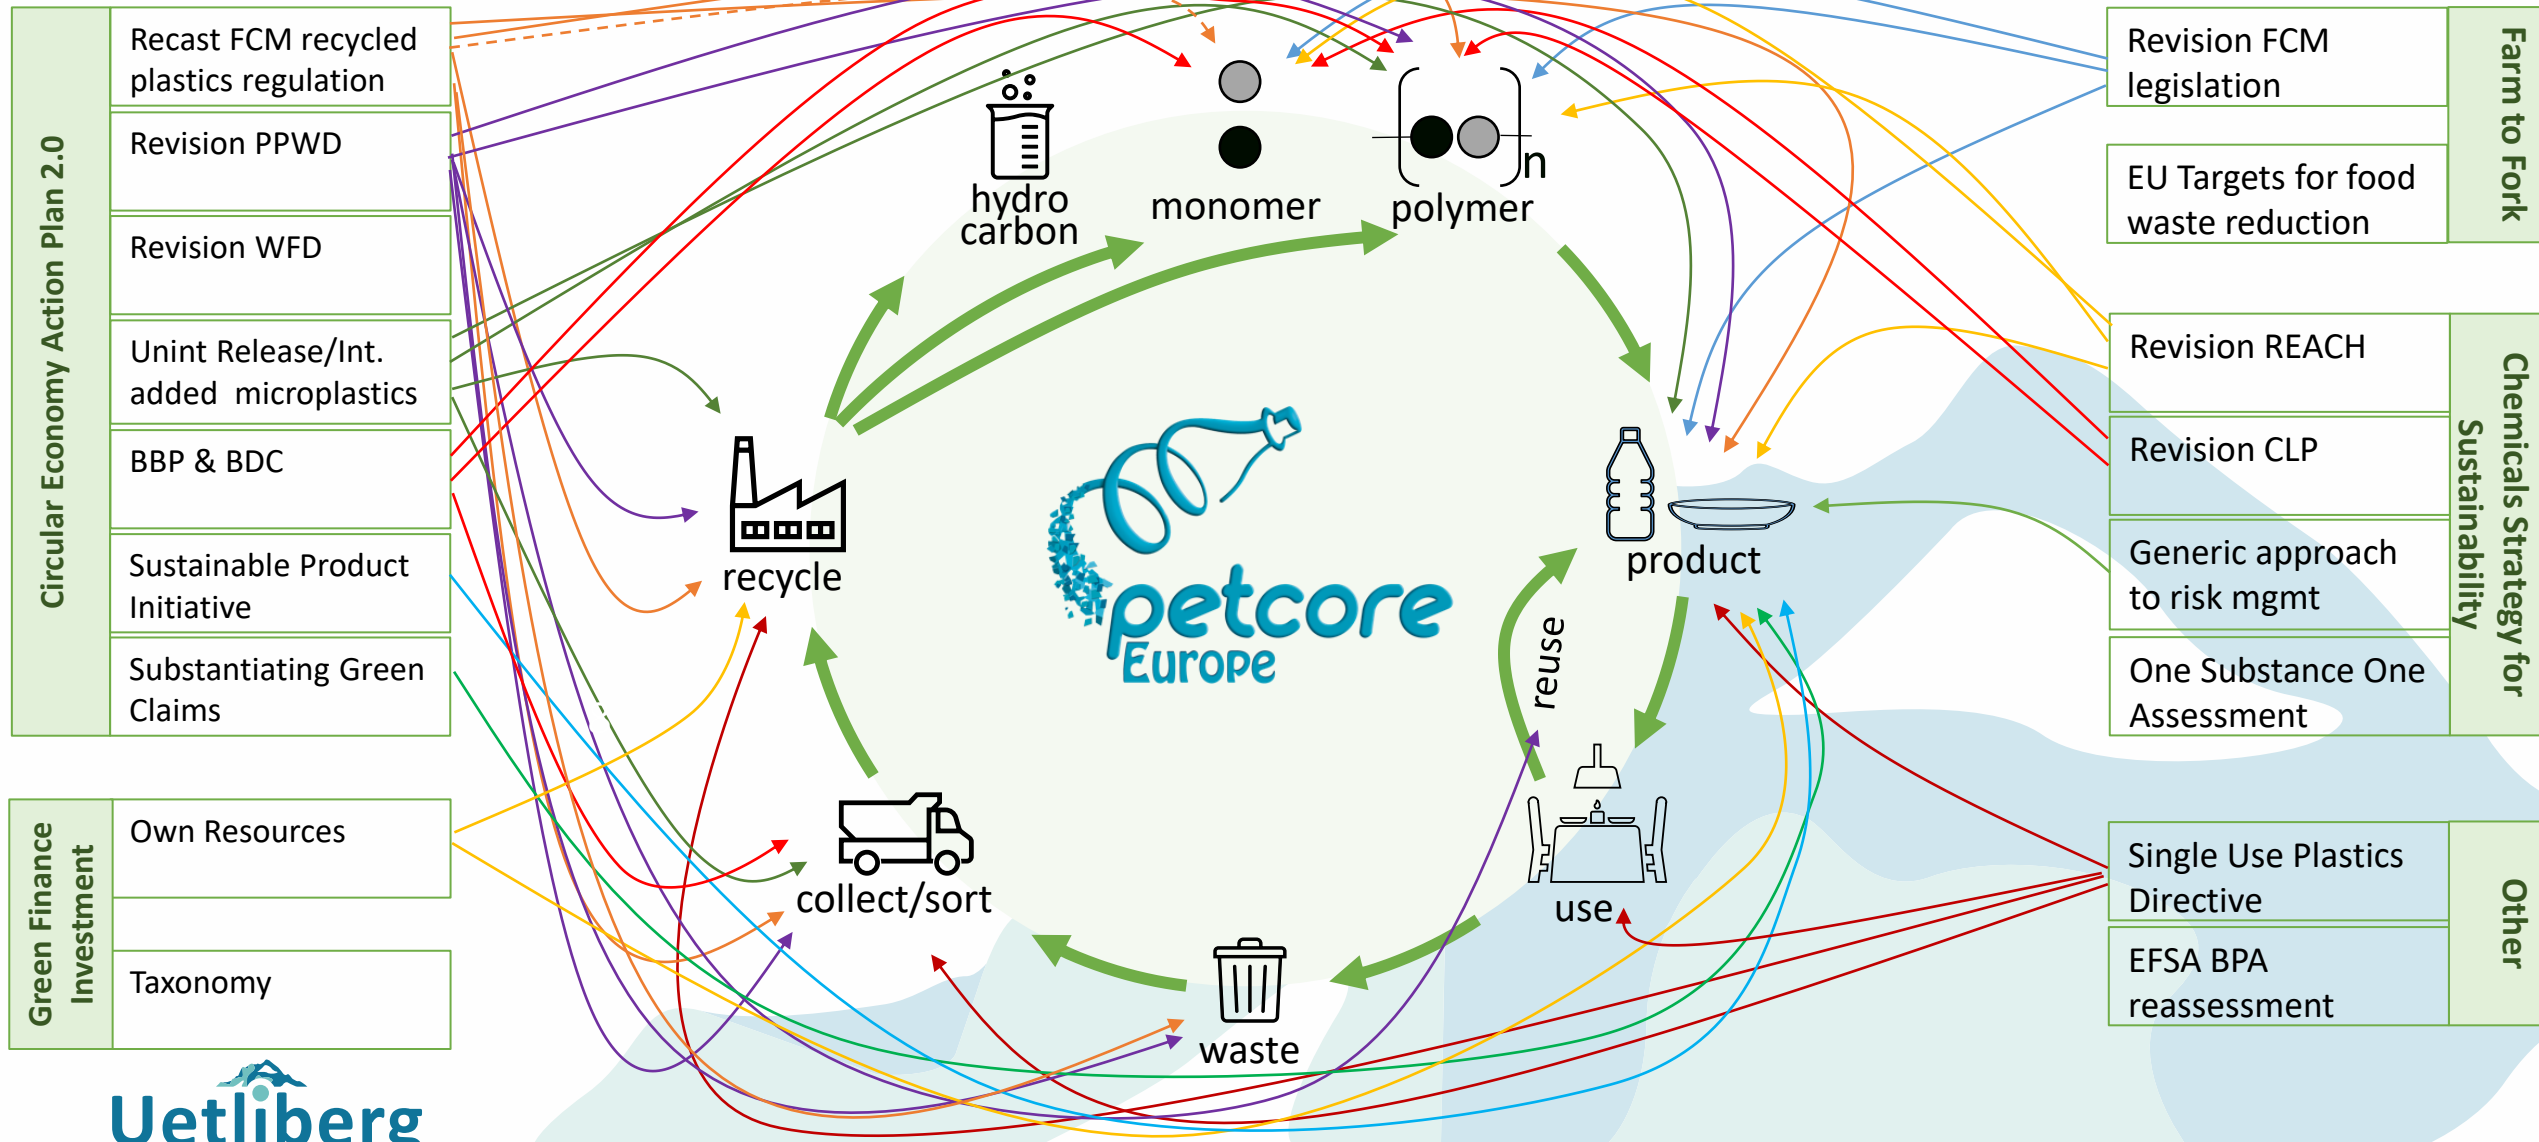 Circular Economy Action Plan 2.0
Recast FCM recycled
plastics regulation
Revision PPWD
Revision WFD
Unint Release/Int.
added microplastics
BBP & BDC
Sustainable Product
Initiative
Substantiating Green
Claims
Green Finance
Investment
Own Resources
Taxonomy
Uetliberg
hydro
carbon
monomer
n
polymer
recycle
petcore
Europe
product
reuse
collect/sort
use
waste
Revision FCM
legislation
EU Targets for food
waste reduction
Farm to Fork
Revision REACH
Revision CLP
Generic approach
to risk mgmt
One Substance One
Assessment
Chemicals Strategy for
Sustainability
Single Use Plastics
Directive
EFSA BPA
reassessment
Other